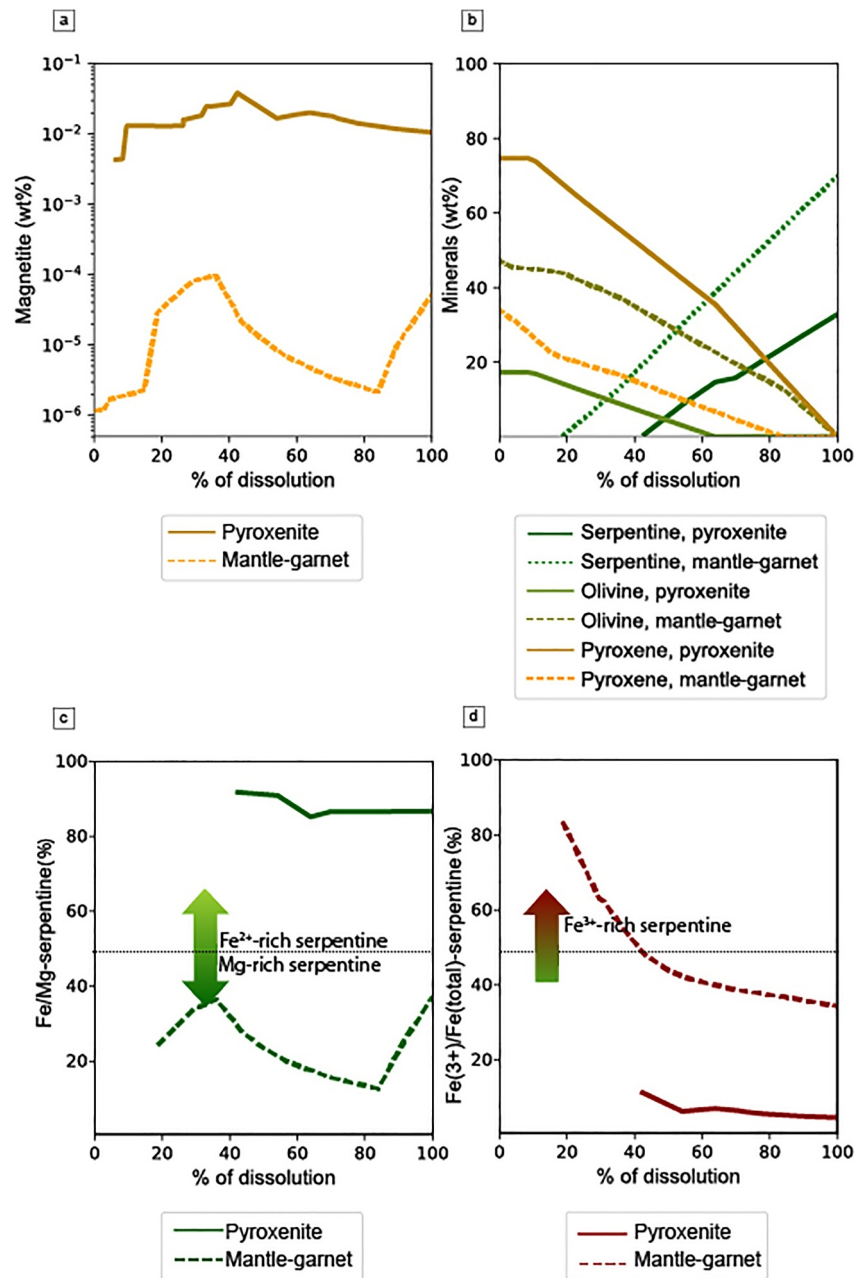 a
b
Magnetite (wt%)
10⁻¹
10⁻²
10⁻³
10⁻⁴
10⁻⁵
10⁻⁶
0 20 40 60 80 100
% of dissolution
Minerals (wt%)
100
80
60
40
20
0 20 40 60 80 100
% of dissolution
Pyroxenite
Mantle-garnet
Serpentine, pyroxenite
Serpentine, mantle-garnet
Olivine, pyroxenite
Olivine, mantle-garnet
Pyroxene, pyroxenite
Pyroxene, mantle-garnet
c
d
Fe/Mg-serpentine(%)
100
80
60
40
20
Fe²⁺-rich serpentine
Mg-rich serpentine
0 20 40 60 80 100
% of dissolution
Fe(3+)/Fe(total)-serpentine (%)
100
80
60
40
20
Fe³⁺-rich serpentine
0 20 40 60 80 100
% of dissolution
Pyroxenite
Mantle-garnet
Pyroxenite
Mantle-garnet